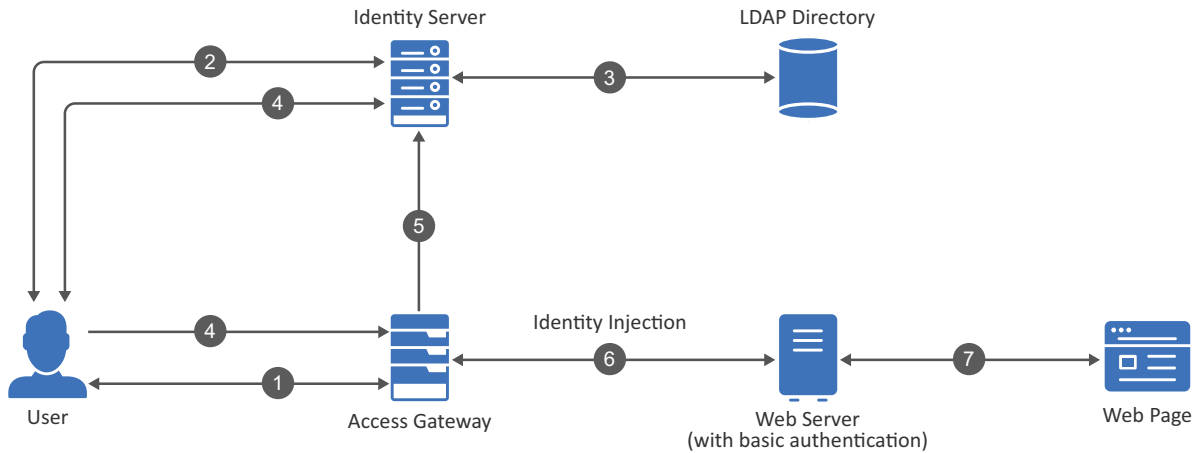 Identity Server
LDAP Directory
2
3
4
5
4
Identity Injection
6
7
1
User
Access Gateway
Web Server
(with basic authentication)
Web Page